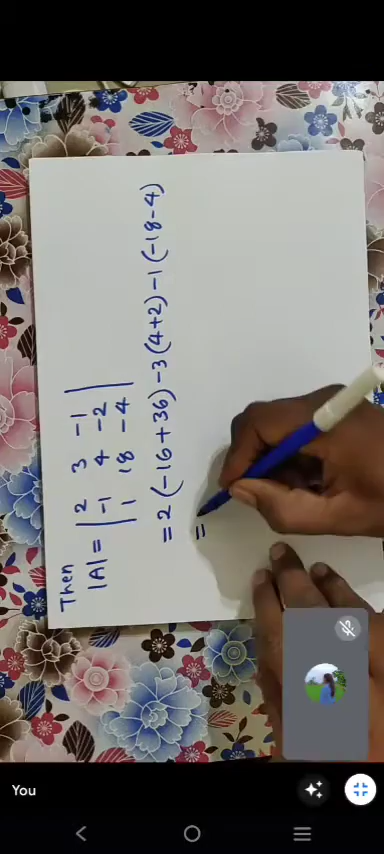 Then
|A| = | 2 3 -1 |
| -1 4 -2 |
| 1 18 -4 |
= 2 (-16 + 36) - 3 (4+2) - 1 (-18 - 4)
=
You